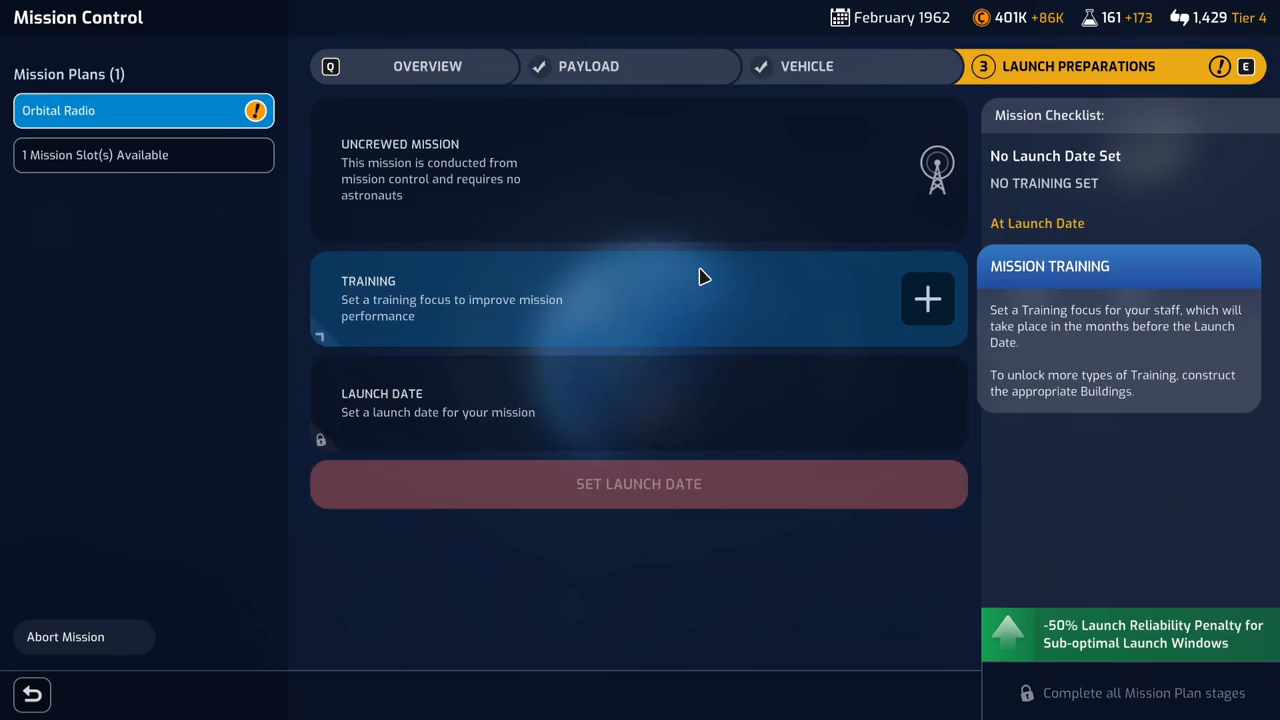 Mission Control
February 1962
401K +86K
161 +173
1,429 Tier 4
Mission Plans (1)
Orbital Radio
1 Mission Slot(s) Available
Q
OVERVIEW
PAYLOAD
VEHICLE
3 LAUNCH PREPARATIONS
! E
UNCREWED MISSION
This mission is conducted from
mission control and requires no
astronauts
TRAINING
Set a training focus to improve mission
performance
LAUNCH DATE
Set a launch date for your mission
SET LAUNCH DATE
Mission Checklist:
No Launch Date Set
NO TRAINING SET
At Launch Date
MISSION TRAINING
Set a Training focus for your staff, which will
take place in the months before the Launch
Date.
To unlock more types of Training, construct
the appropriate Buildings.
-50% Launch Reliability Penalty for
Sub-optimal Launch Windows
Abort Mission
Complete all Mission Plan stages